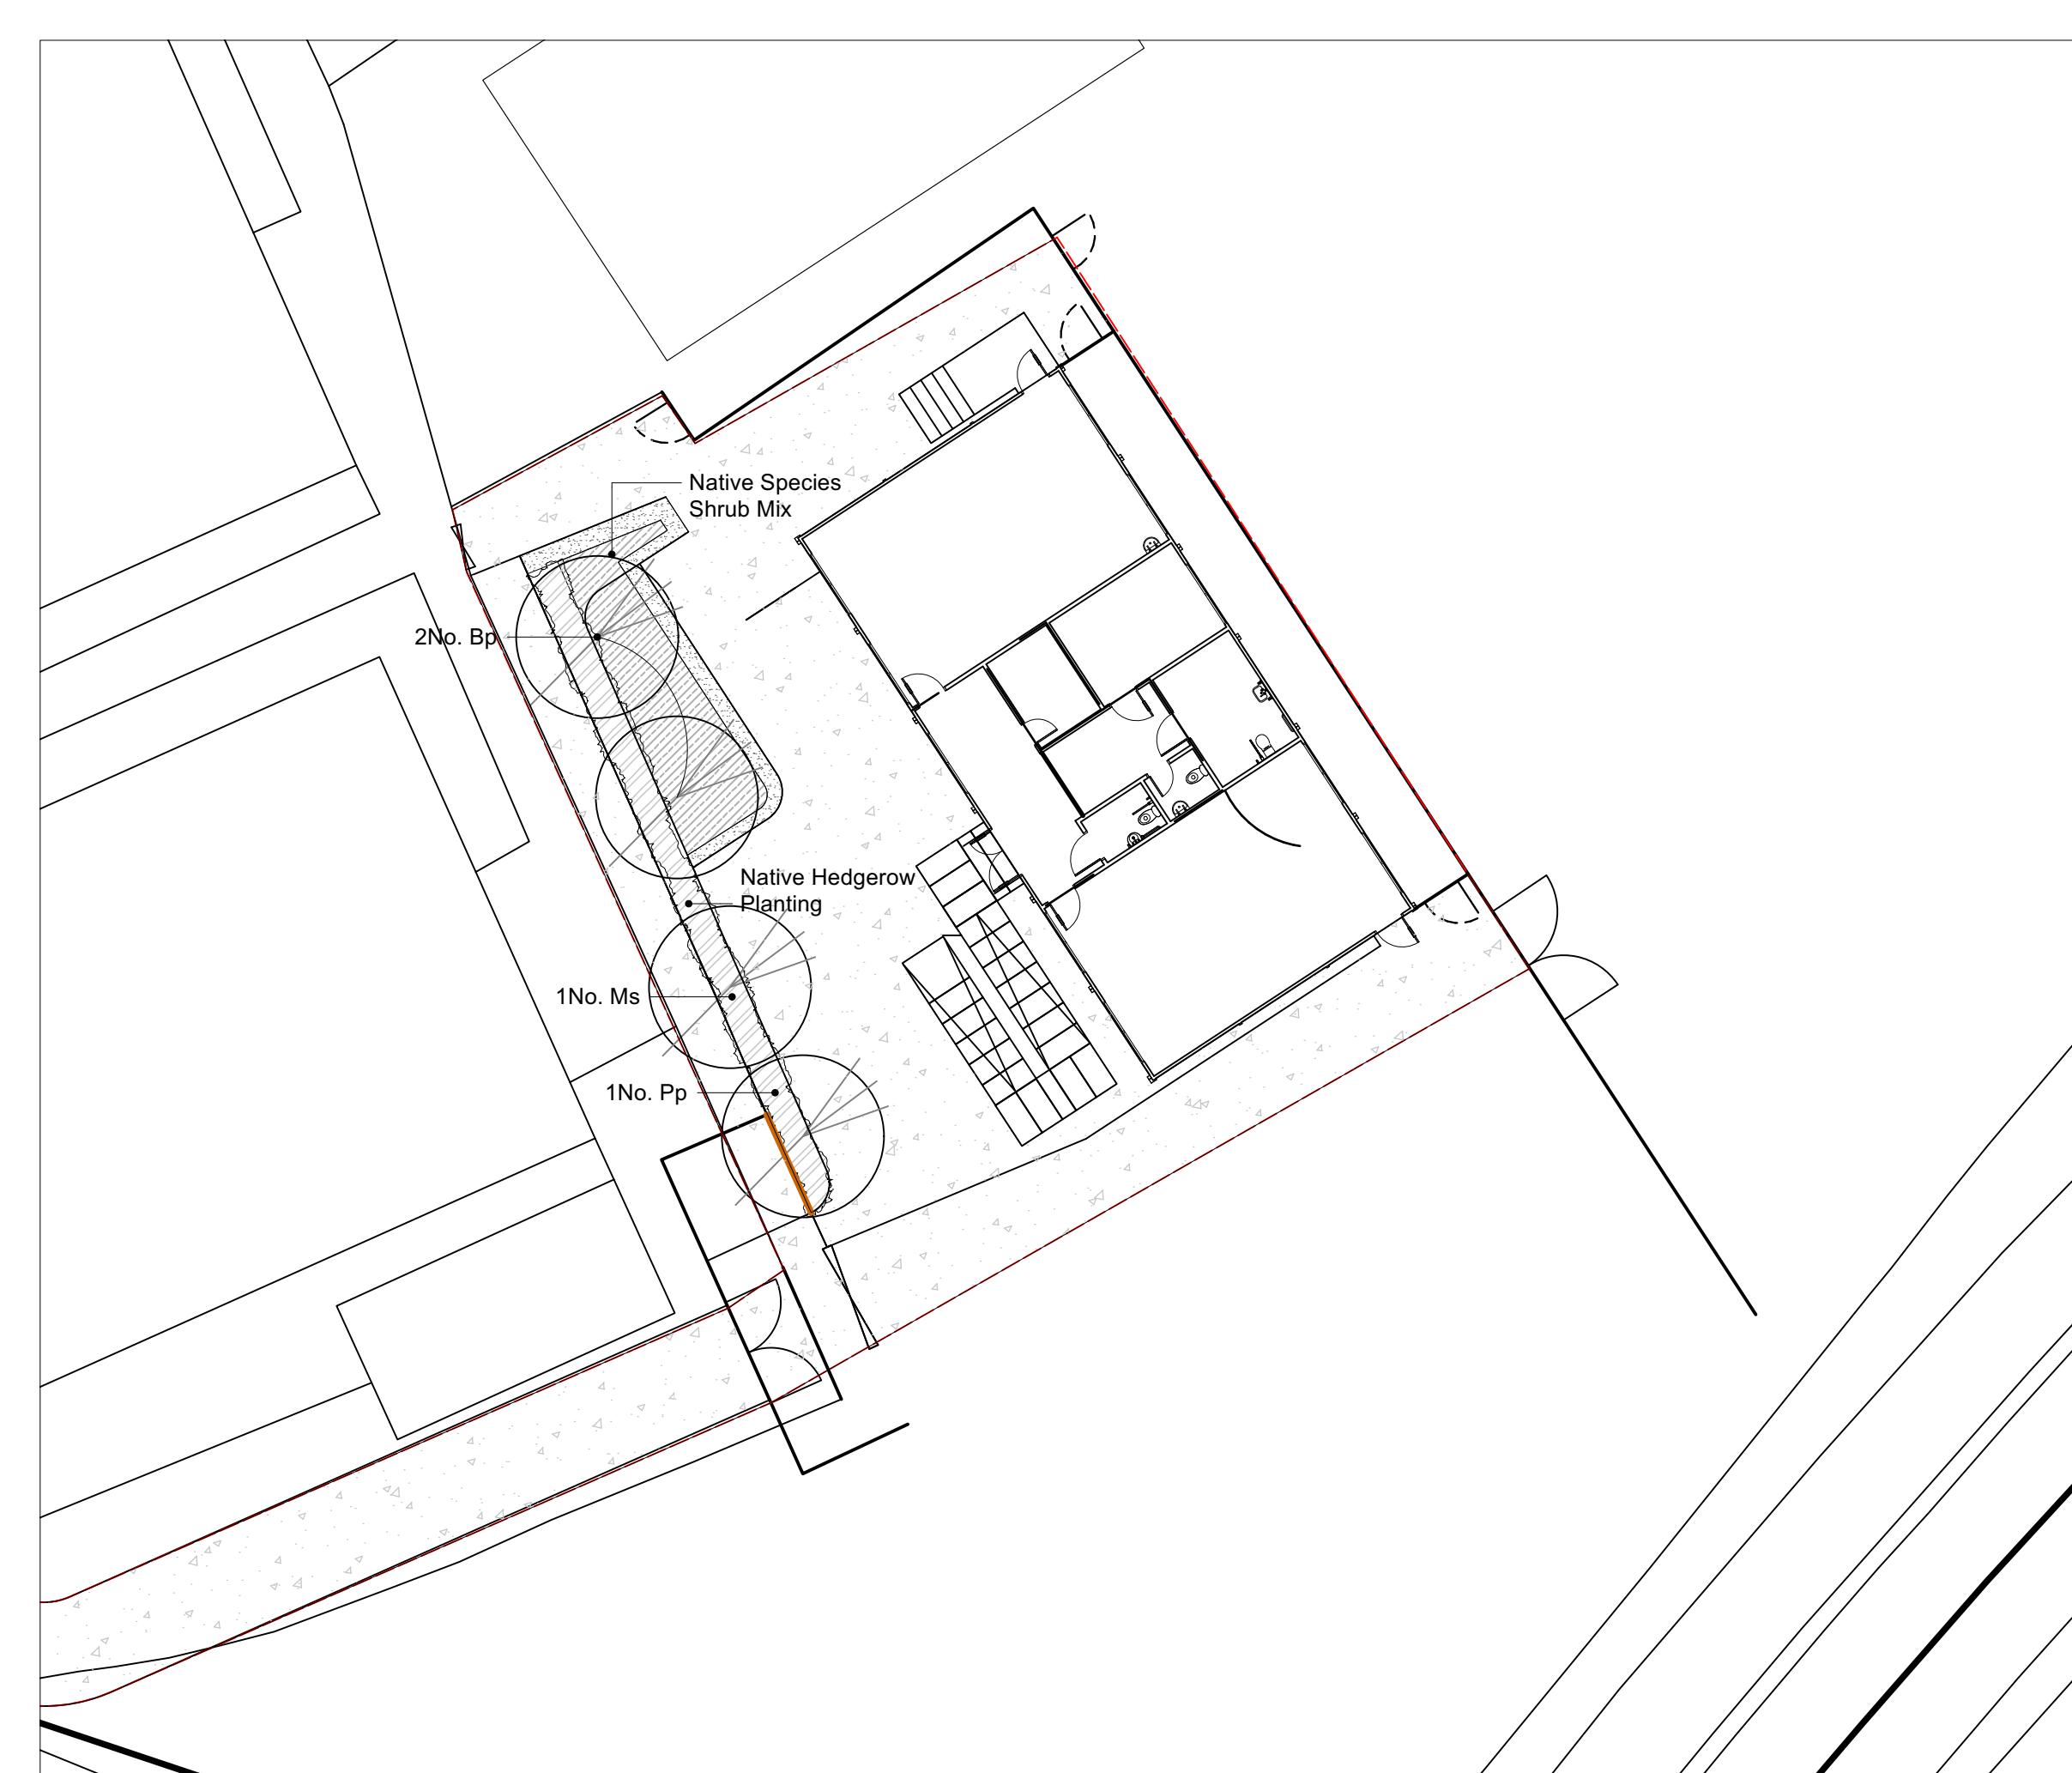 Native Species
Shrub Mix
2No. Bp
Native Hedgerow
Planting
1No. Ms
1No. Pp